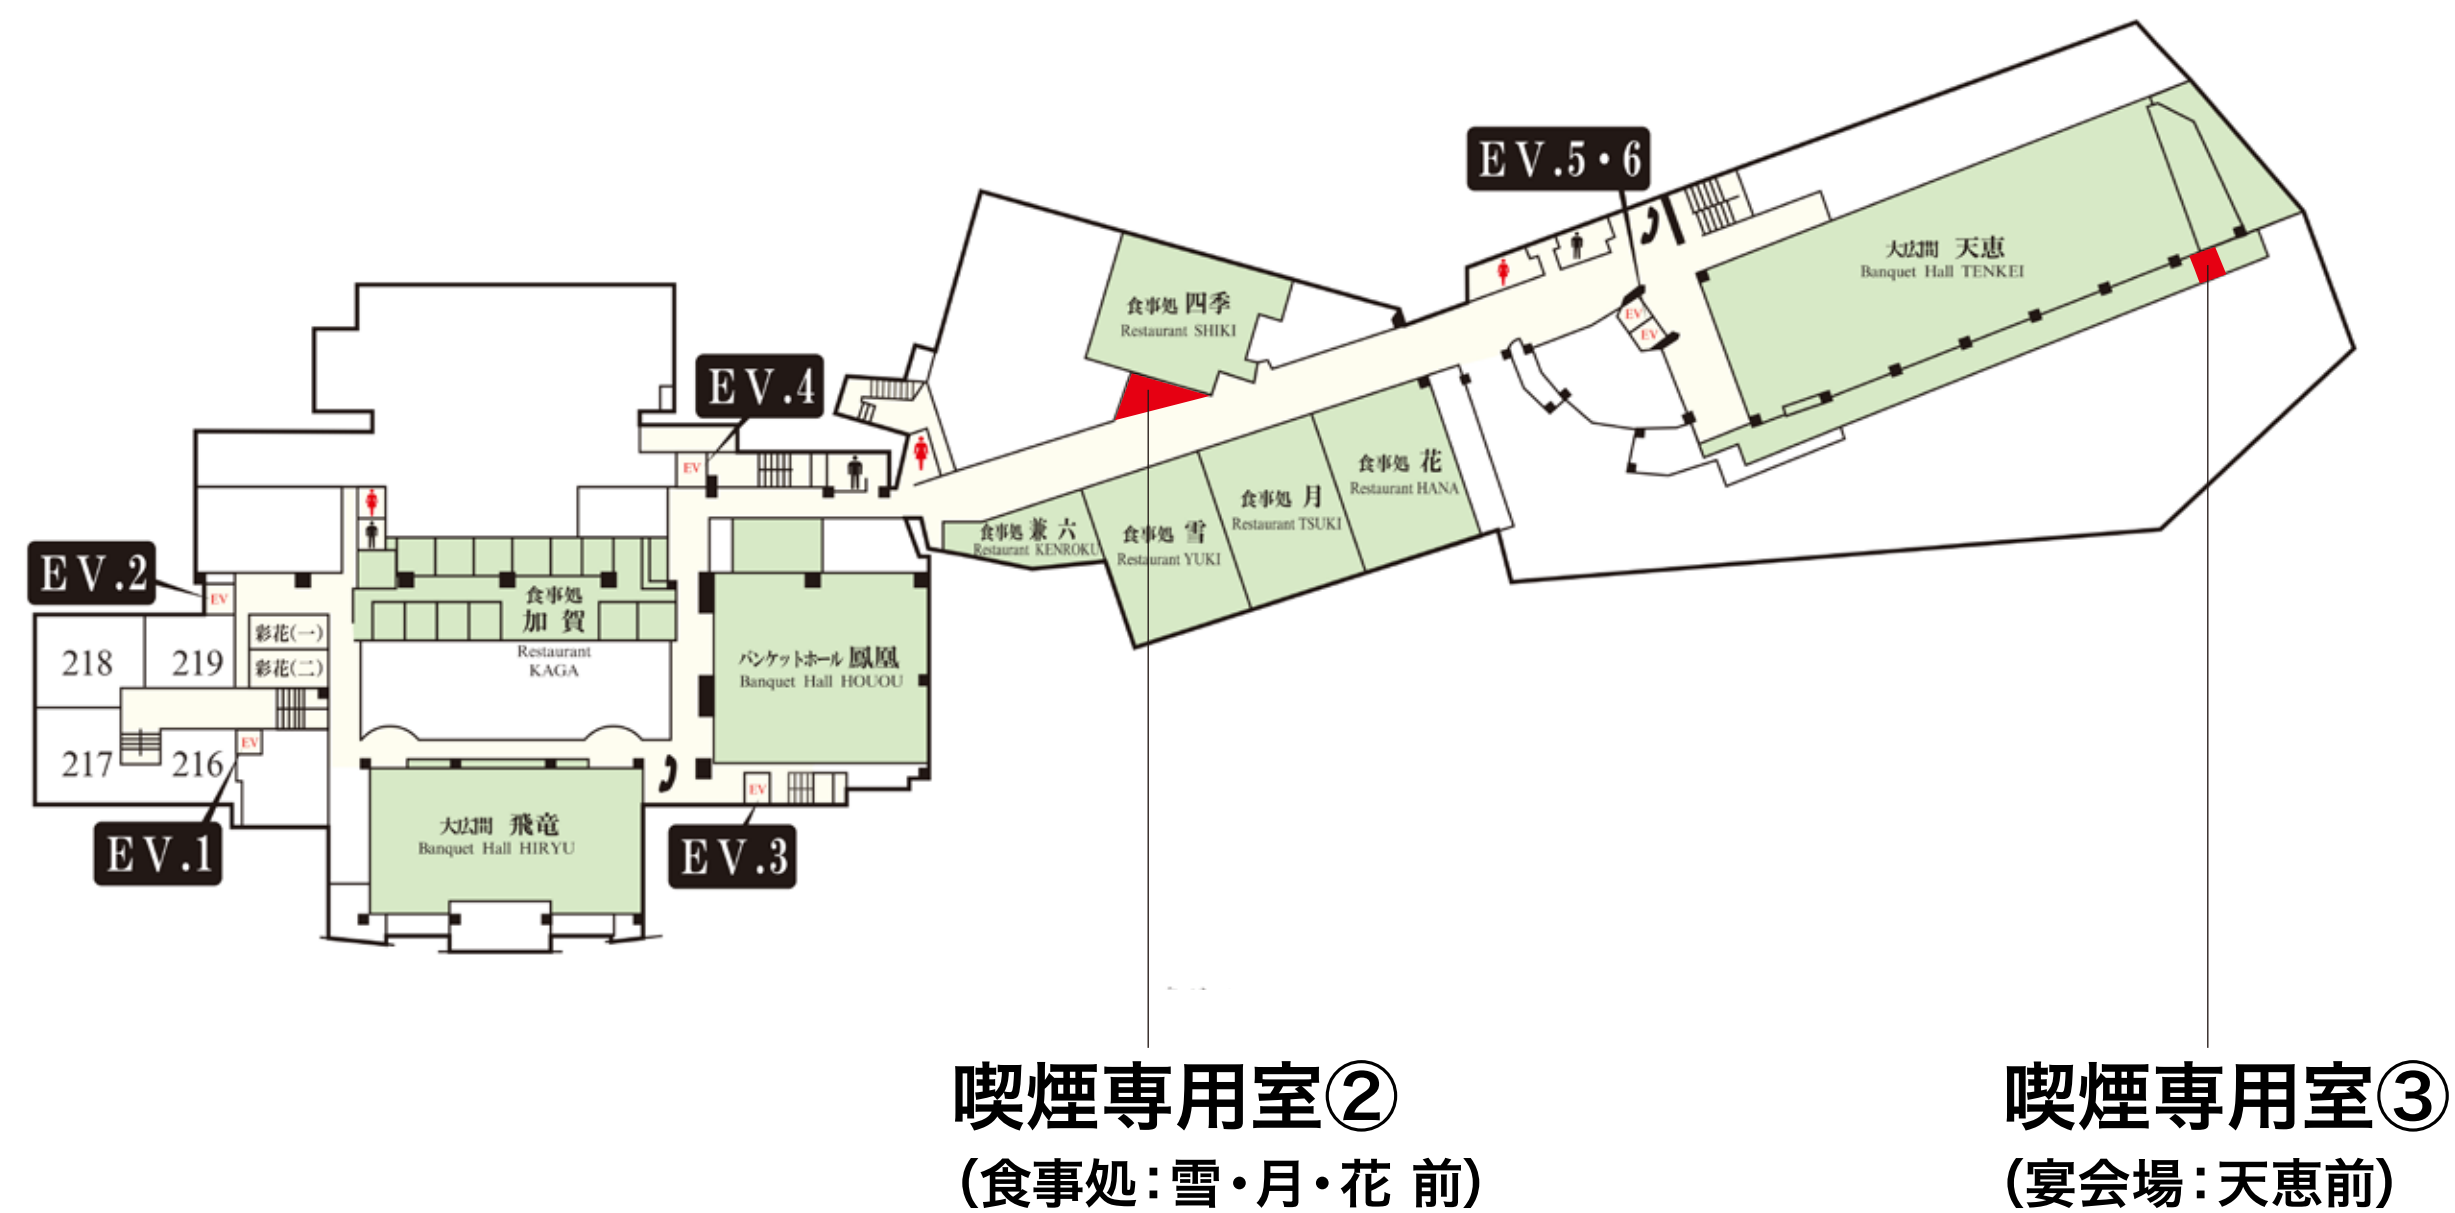 EV.5・6
大広間 天恵
Banquet Hall TENKEI
食事処 四季
Restaurant SHIKI
EV
EV
EV.4
EV
食事処 花
Restaurant HANA
食事処 月
Restaurant TSUKI
食事処 兼六
Restaurant KENROKU
食事処 雪
Restaurant YUKI
EV.2
EV
食事処
加賀
Restaurant
KAGA
彩花(一)
彩花(二)
218
219
217
216
EV
バンケットホール 鳳凰
Banquet Hall HOUOU
EV
大広間 飛竜
Banquet Hall HIRYU
EV.1
EV.3
喫煙専用室②
(食事処:雪・月・花 前)
喫煙専用室③
(宴会場:天恵前)